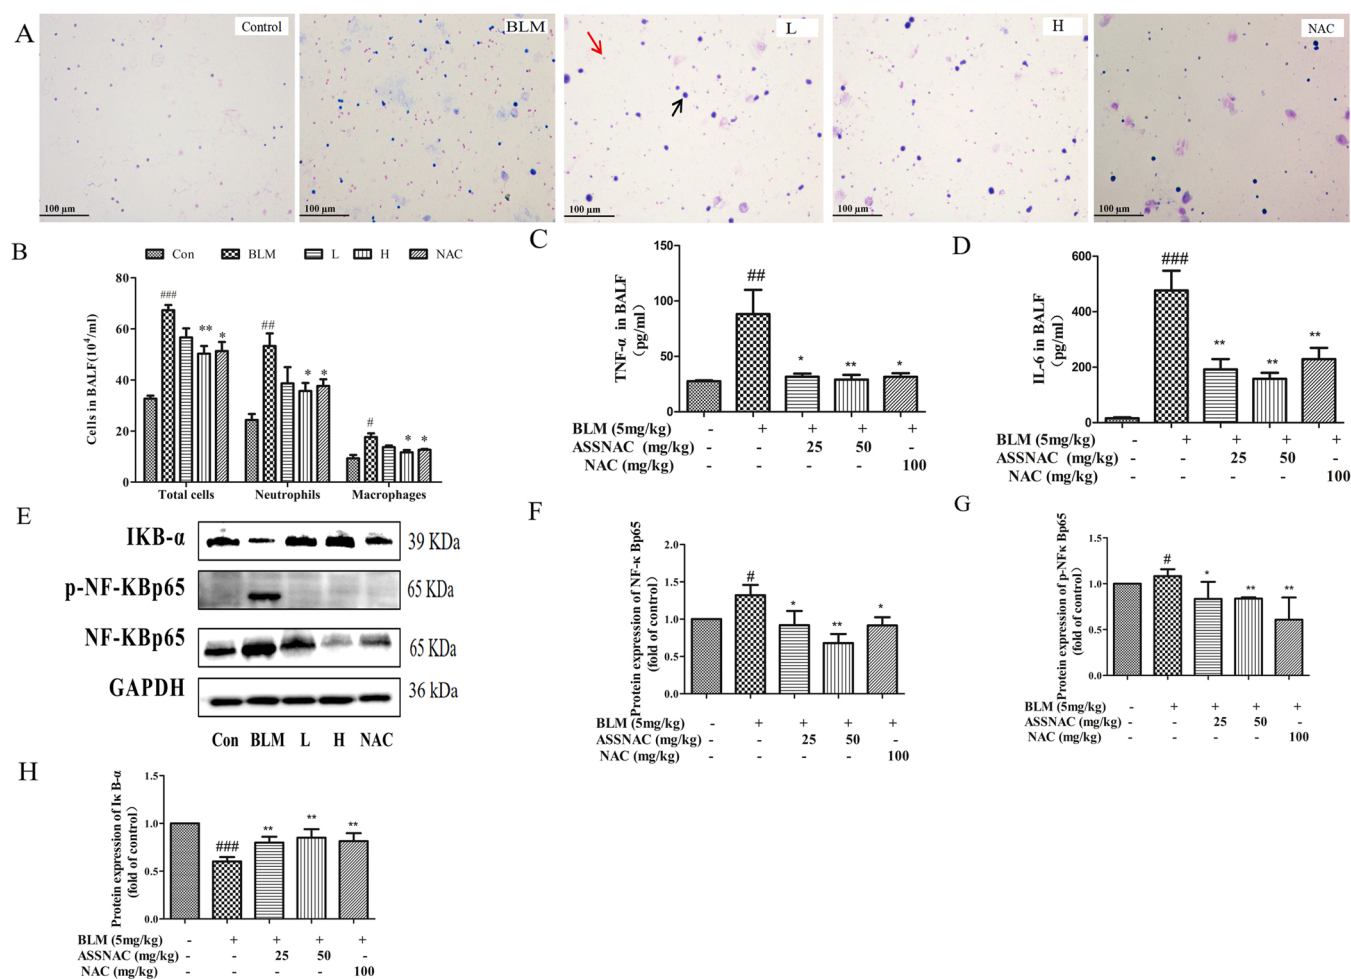 A
Control
BLM
L
H
NAC
100 μm
100 μm
100 μm
100 μm
100 μm
B
Con
BLM
L
H
NAC
Cells in BALF(10⁴/ml)
80
60
40
20
0
###
**
*
##
*
*
#
*
*
Total cells
Neutrophils
Macrophages
C
TNF-α in BALF
(pg/ml)
150
100
50
0
##
*
**
*
BLM (5mg/kg) - + + + +
ASSNAC (mg/kg) - - 25 50 -
NAC (mg/kg) - - - - 100
D
IL-6 in BALF
(pg/ml)
600
400
200
0
###
**
**
**
BLM (5mg/kg) - + + + +
ASSNAC (mg/kg) - - 25 50 -
NAC (mg/kg) - - - - 100
E
IKB-α
39 KDa
p-NF-KBp65
65 KDa
NF-KBp65
65 KDa
GAPDH
36 kDa
Con BLM L H NAC
F
Protein expression of NF-κ Bp65
(fold of control)
2.0
1.5
1.0
0.5
0.0
#
*
**
*
BLM (5mg/kg) - + + + +
ASSNAC (mg/kg) - - 25 50 -
NAC (mg/kg) - - - - 100
G
Protein expression of p-NFκ Bp65
(fold of control)
1.5
1.0
0.5
0.0
#
*
**
**
BLM (5mg/kg) - + + + +
ASSNAC (mg/kg) - - 25 50 -
NAC (mg/kg) - - - - 100
H
Protein expression of Iκ B-α
(fold of control)
1.5
1.0
0.5
0.0
###
**
**
**
BLM (5mg/kg) - + + + +
ASSNAC (mg/kg) - - 25 50 -
NAC (mg/kg) - - - - 100